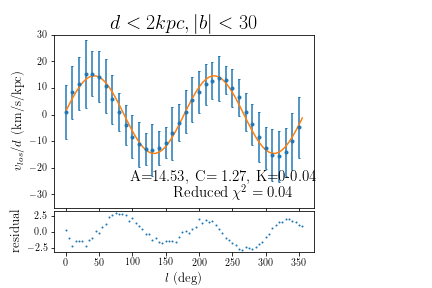 d < 2kpc, |b| < 30
30
20
10
0
−10
−20
−30
v_los/d (km/s/kpc)
A=14.53, C= 1.27, K=0-0.04
Reduced χ² = 0.04
2.5
0.0
−2.5
residual
0 50 100 150 200 250 300 350
l (deg)